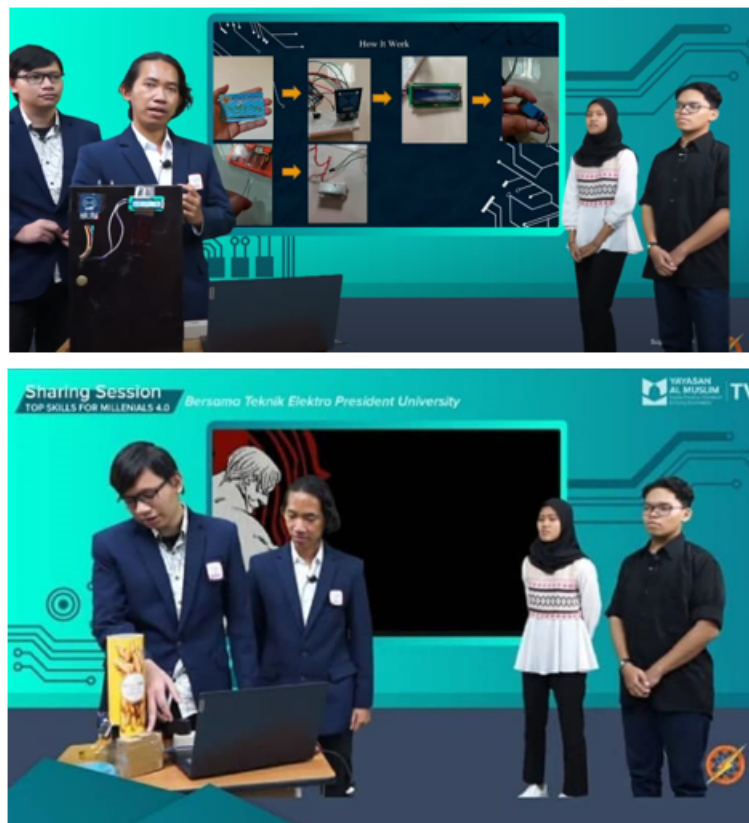 How It Work
Sharing Session
TOP SKILLS FOR MILLENIALS 4.0
Bersama Teknik Elektro President University
YAYASAN
AL MUSLIM
TV